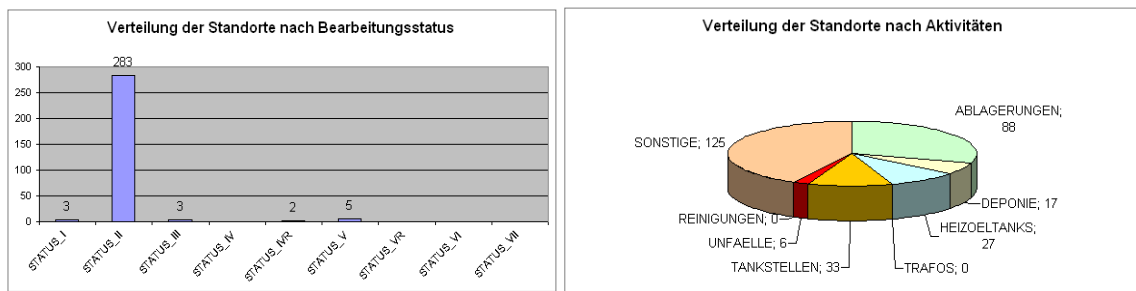 Verteilung der Standorte nach Bearbeitungsstatus
283
300
250
200
150
100
50
0
3
3
2
5
STATUS_I
STATUS_II
STATUS_III
STATUS_IV
STATUS_IVR
STATUS_V
STATUS_VR
STATUS_VI
STATUS_VII
Verteilung der Standorte nach Aktivitäten
ABLAGERUNGEN;
88
SONSTIGE; 125
DEPONIE; 17
REINIGUNGEN; 0
HEIZOELTANKS;
27
UNFAELLE; 6
TANKSTELLEN; 33
TRAFOS; 0